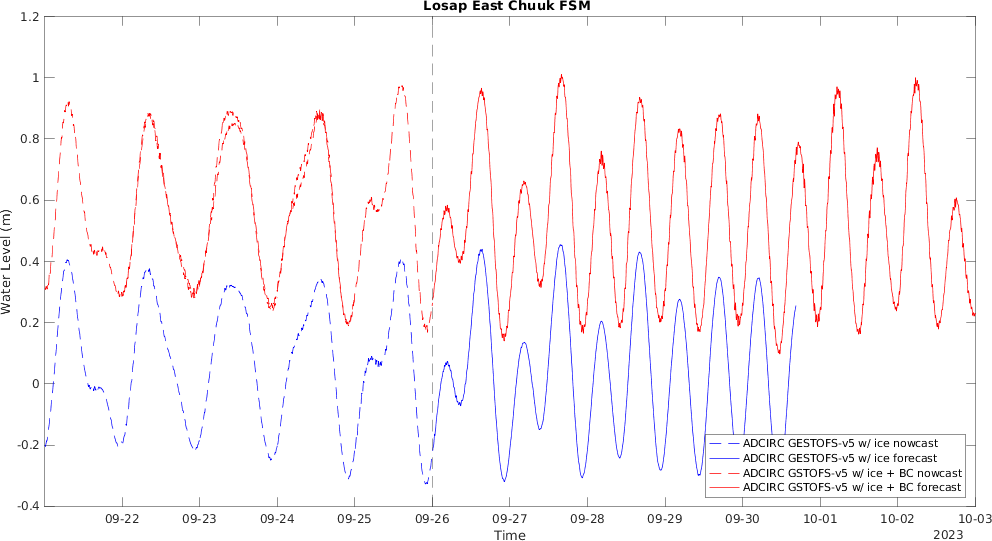 Losap East Chuuk FSM
1.2
1
0.8
0.6
0.4
0.2
0
-0.2
-0.4
Water Level (m)
ADCIRC GESTOFS-v5 w/ ice nowcast
ADCIRC GESTOFS-v5 w/ ice forecast
ADCIRC GSTOFS-v5 w/ ice + BC nowcast
ADCIRC GSTOFS-v5 w/ ice + BC forecast
09-22 09-23 09-24 09-25 09-26 09-27 09-28 09-29 09-30 10-01 10-02 10-03
Time
2023